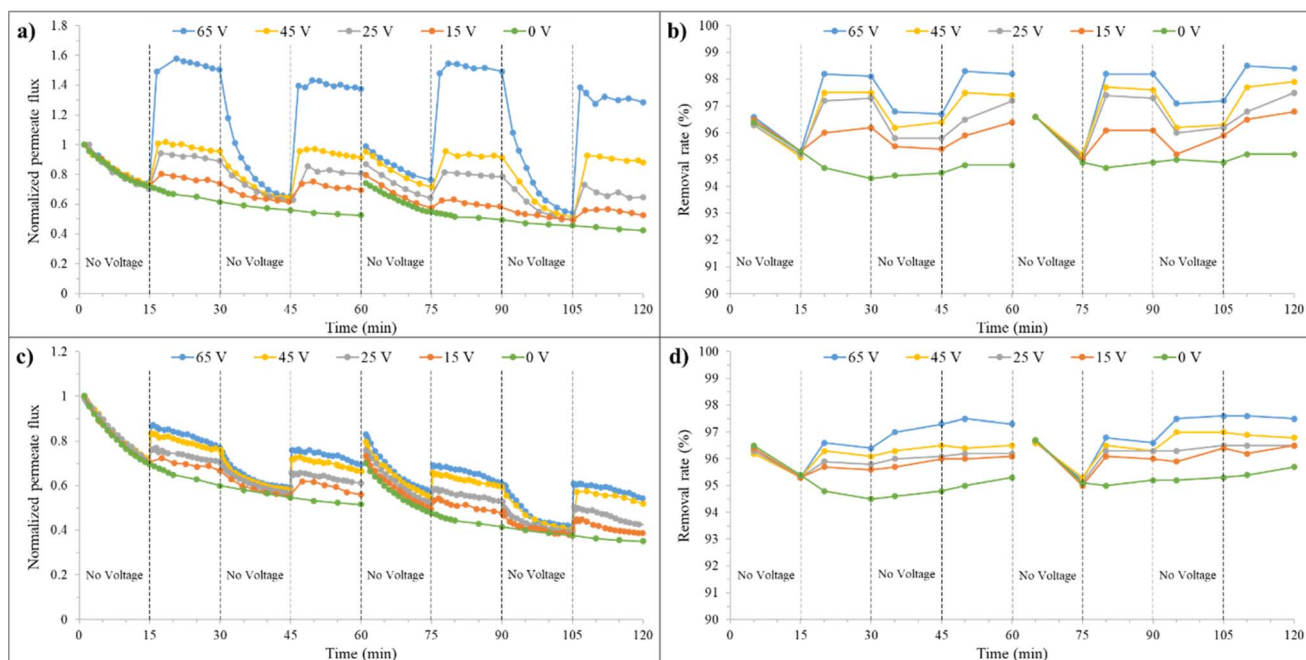 a)
65 V 45 V 25 V 15 V 0 V
Normalized permeate flux
1.8
1.6
1.4
1.2
1
0.8
0.6
0.4
0.2
0
No Voltage No Voltage No Voltage No Voltage
0 15 30 45 60 75 90 105 120
Time (min)
b)
65 V 45 V 25 V 15 V 0 V
Removal rate (%)
100
99
98
97
96
95
94
93
92
91
90
No Voltage No Voltage No Voltage No Voltage
0 15 30 45 60 75 90 105 120
Time (min)
c)
65 V 45 V 25 V 15 V 0 V
Normalized permeate flux
1.2
1
0.8
0.6
0.4
0.2
0
No Voltage No Voltage No Voltage No Voltage
0 15 30 45 60 75 90 105 120
Time (min)
d)
65 V 45 V 25 V 15 V 0 V
Removal rate (%)
100
99
98
97
96
95
94
93
92
91
90
No Voltage No Voltage No Voltage No Voltage
0 15 30 45 60 75 90 105 120
Time (min)